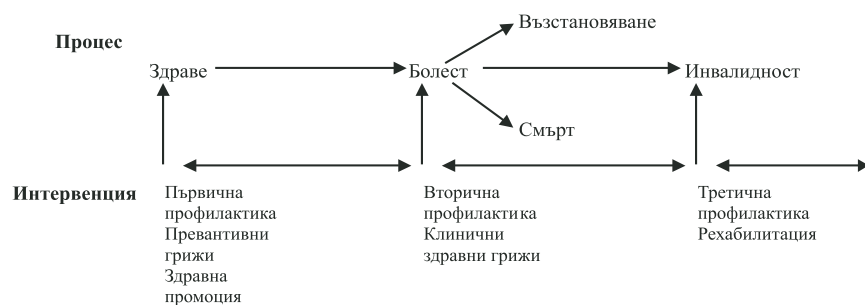 Възстановяване
Процес
Здраве
Болест
Инвалидност
Смърт
Интервенция
Първична
профилактика
Превантивни
грижи
Здравна
промоция
Вторична
профилактика
Клинични
здравни грижи
Третична
профилактика
Рехабилитация